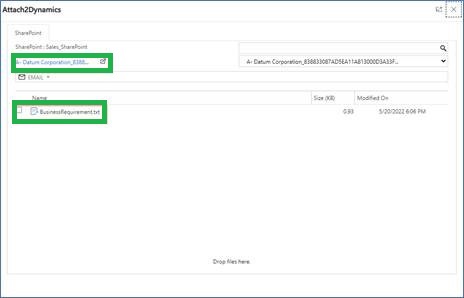 Attach2Dynamics
SharePoint
SharePoint : Sales_SharePoint
A- Datum Corporation_8388...
A- Datum Corporation_838833087AD5EA11A813000D3A33F...
EMAIL
Name Size (KB) Modified On
BusinessRequirement.txt 0.93 5/20/2022 6:06 PM
Drop files here.